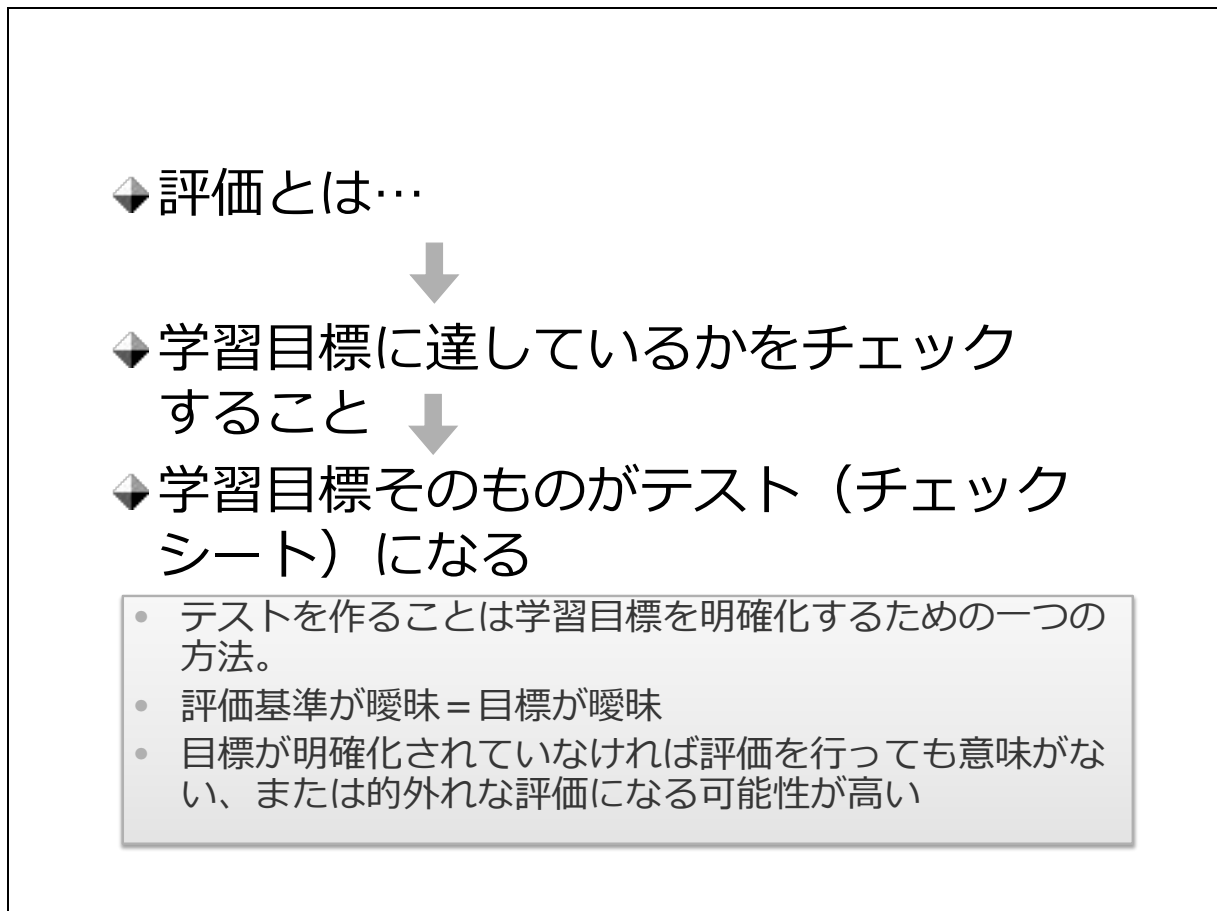 評価とは…
学習目標に達しているかをチェック
すること
学習目標そのものがテスト（チェック
シート）になる
• テストを作ることは学習目標を明確化するための一つの
方法。
• 評価基準が曖昧＝目標が曖昧
• 目標が明確化されていなければ評価を行っても意味がな
い、または的外れな評価になる可能性が高い